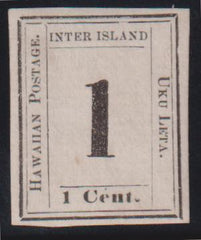 HAWAIIAN POSTAGE.
INTER ISLAND
UKU LETA.
1
1 Cent.